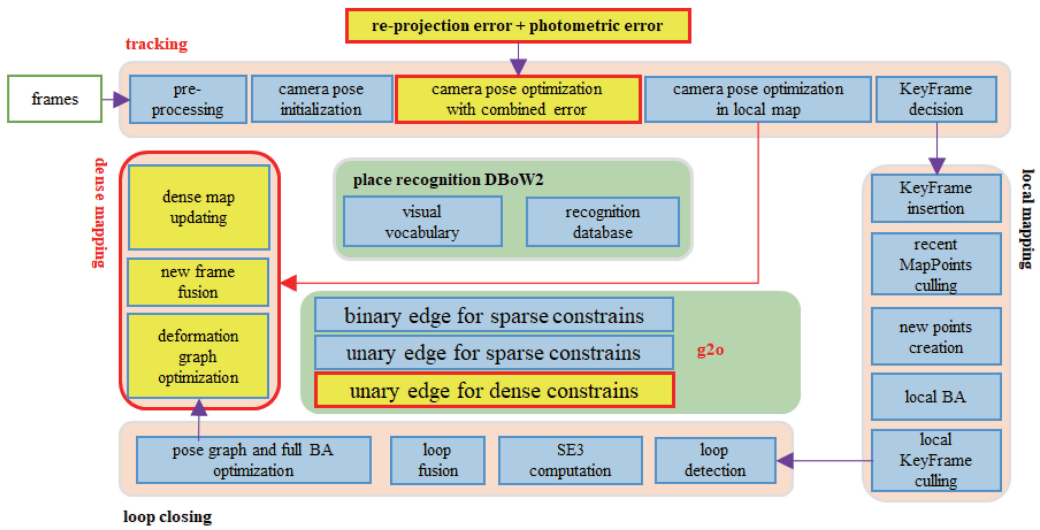 re-projection error + photometric error
tracking
frames
pre-
processing
camera pose
initialization
camera pose optimization
with combined error
camera pose optimization
in local map
KeyFrame
decision
dense mapping
dense map
updating
new frame
fusion
deformation
graph
optimization
place recognition DBoW2
visual
vocabulary
recognition
database
binary edge for sparse constrains
unary edge for sparse constrains
unary edge for dense constrains
g2o
local mapping
KeyFrame
insertion
recent
MapPoints
culling
new points
creation
local BA
local
KeyFrame
culling
pose graph and full BA
optimization
loop
fusion
SE3
computation
loop
detection
loop closing